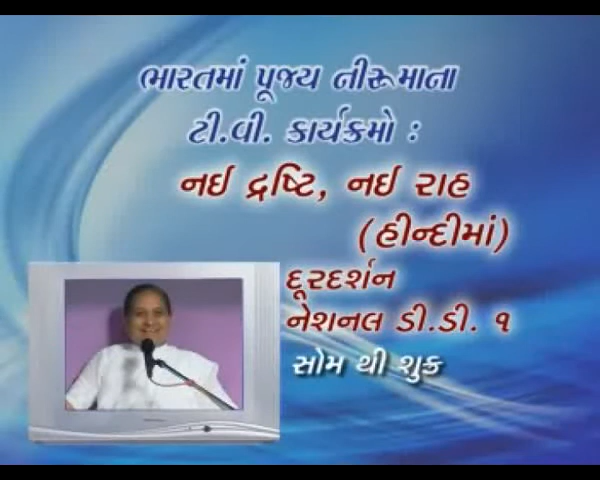 ભારતમાં પૂજ્ય નીરૂમાના
ટી.વી. કાર્યક્રમો :
નઈ દ્રષ્ટિ, નઈ રાહ
(હીન્દીમાં)
દૂરદર્શન
નેશનલ ડી.ડી. ૧
સોમ થી શુક્ર